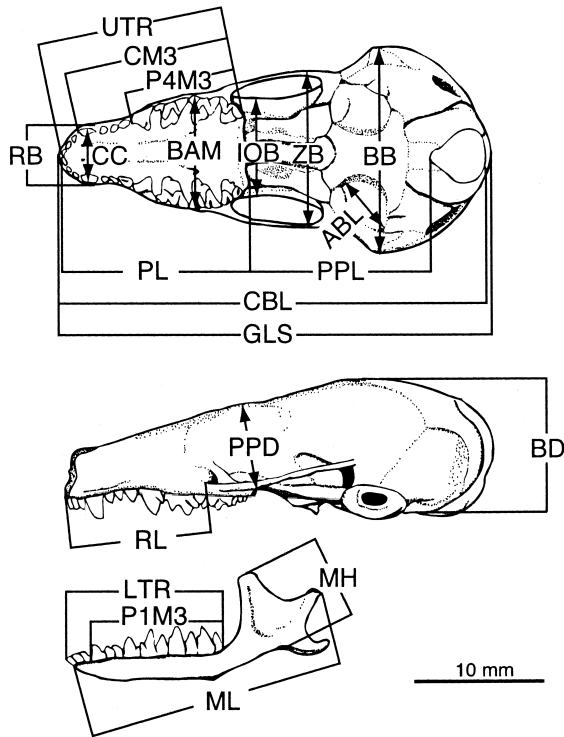 UTR
CM3
P4M3
RB CC BAM IOB ZB BB
ABL
PL PPL
CBL
GLS
PPD BD
RL
LTR MH
P1M3
10 mm
ML